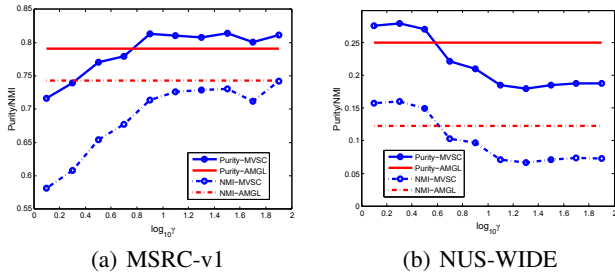 0.85
0.8
0.75
0.7
0.65
0.6
0.55
Purity/NMI
Purity−MVSC
Purity−AMGL
NMI−MVSC
NMI−AMGL
0 0.2 0.4 0.6 0.8 1 1.2 1.4 1.6 1.8 2
log10γ
(a) MSRC-v1
0.25
0.2
0.15
0.1
0.05
0
Purity/NMI
Purity−MVSC
Purity−AMGL
NMI−MVSC
NMI−AMGL
0 0.2 0.4 0.6 0.8 1 1.2 1.4 1.6 1.8 2
log10γ
(b) NUS-WIDE